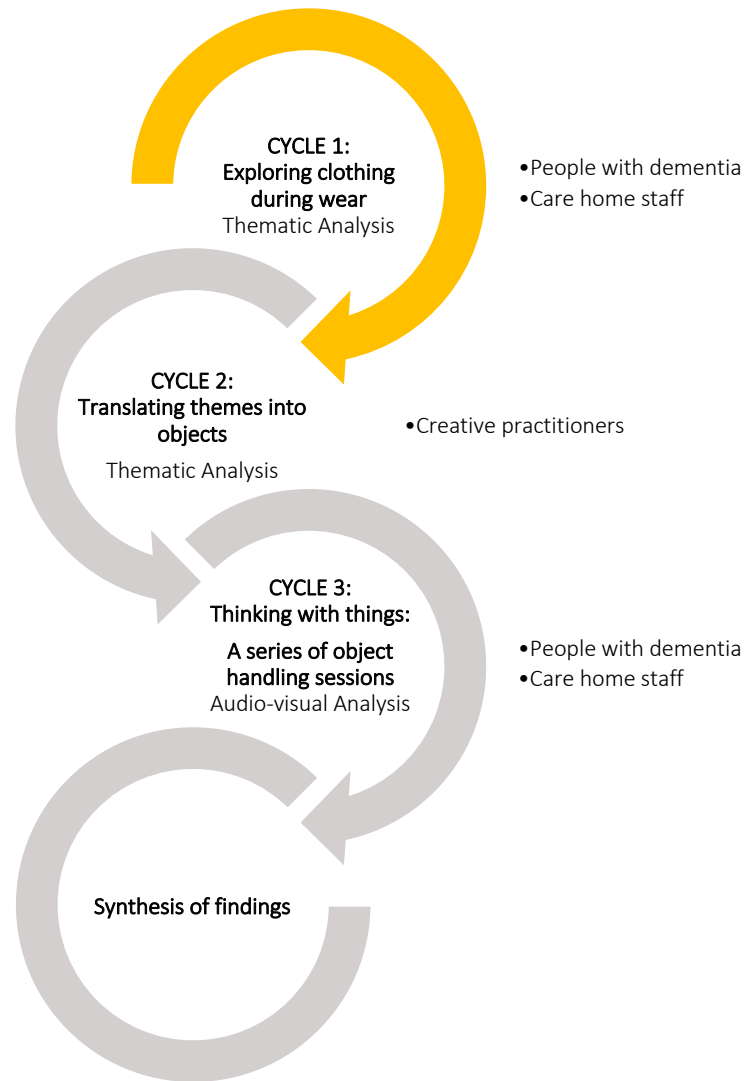 CYCLE 1:
Exploring clothing
during wear
Thematic Analysis
•People with dementia
•Care home staff
CYCLE 2:
Translating themes into
objects
Thematic Analysis
•Creative practitioners
CYCLE 3:
Thinking with things:
A series of object
handling sessions
Audio-visual Analysis
•People with dementia
•Care home staff
Synthesis of findings